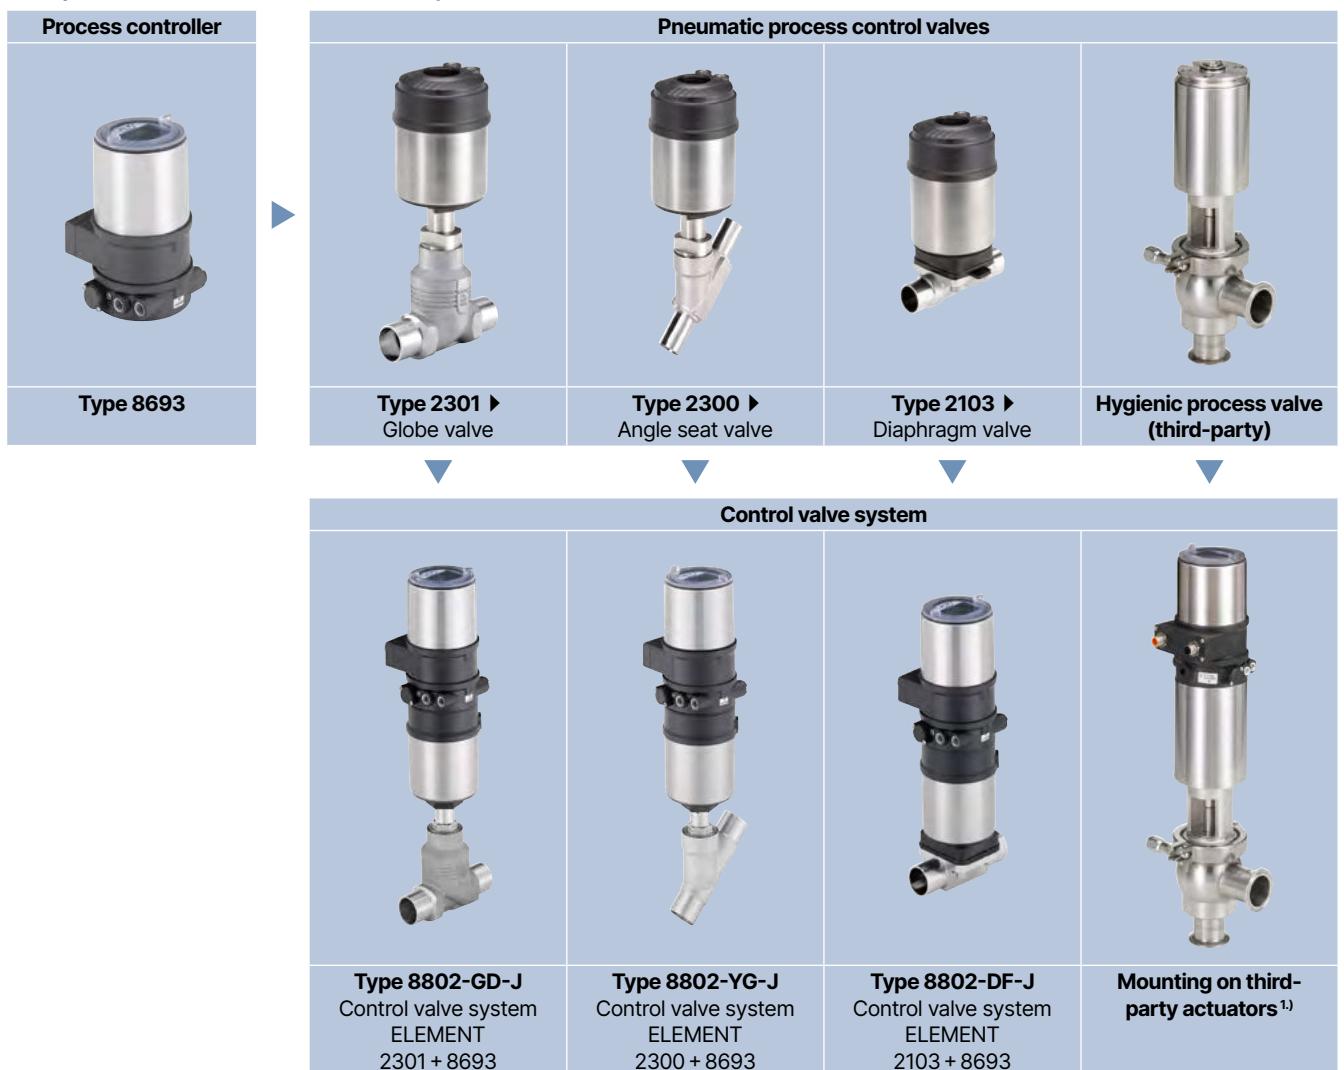 Process controller
Pneumatic process control valves
Type 8693
Type 2301
Globe valve
Type 2300
Angle seat valve
Type 2103
Diaphragm valve
Hygienic process valve
(third-party)
Control valve system
Type 8802-GD-J
Control valve system
ELEMENT
2301 + 8693
Type 8802-YG-J
Control valve system
ELEMENT
2300 + 8693
Type 8802-DF-J
Control valve system
ELEMENT
2103 + 8693
Mounting on third-
party actuators 1.)